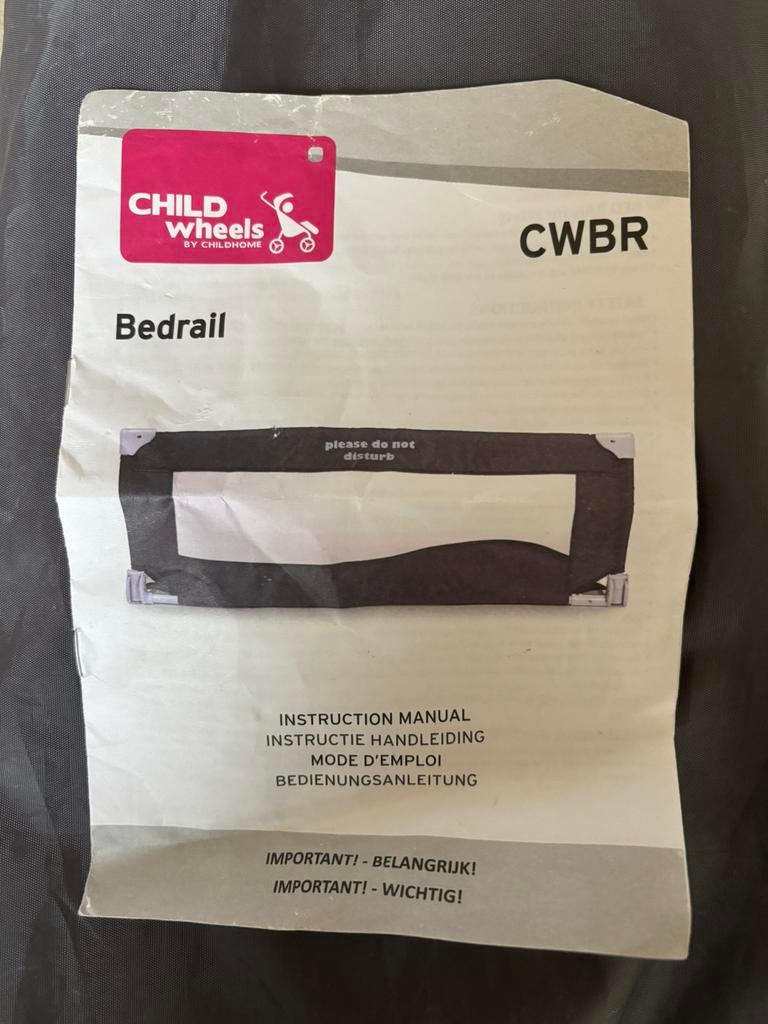 CHILD
wheels
BY CHILDHOME
CWBR
Bedrail
please do not
disturb
INSTRUCTION MANUAL
INSTRUCTIE HANDLEIDING
MODE D'EMPLOI
BEDIENUNGSANLEITUNG
IMPORTANT! - BELANGRIJK!
IMPORTANT! - WICHTIG!